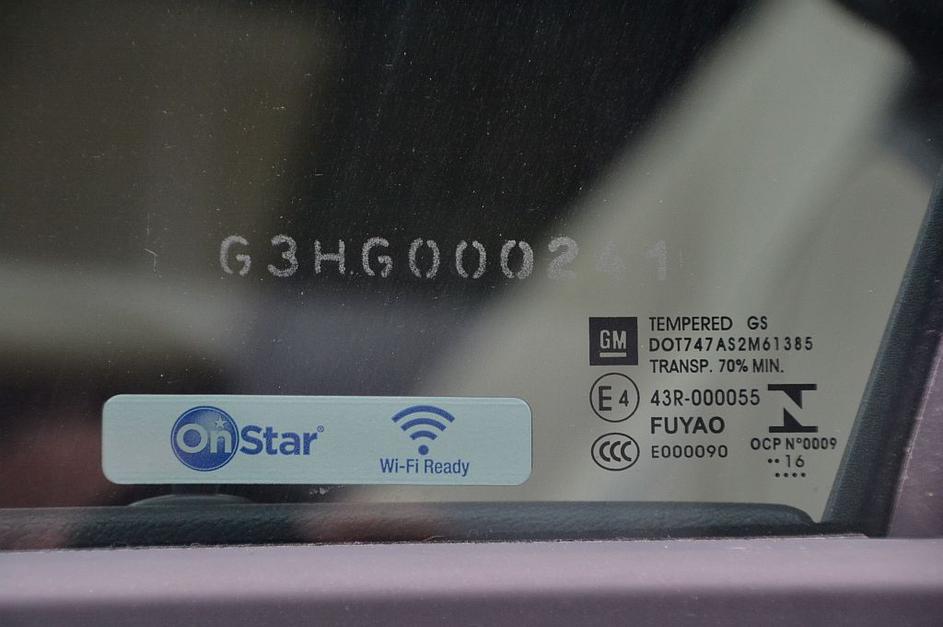 G3HG000241
GM
TEMPERED GS
DOT747AS2M61385
TRANSP. 70% MIN.
E4
43R-000055
FUYAO
CCC
E000090
OCP N°0009
··16
····
OnStar®
Wi-Fi Ready